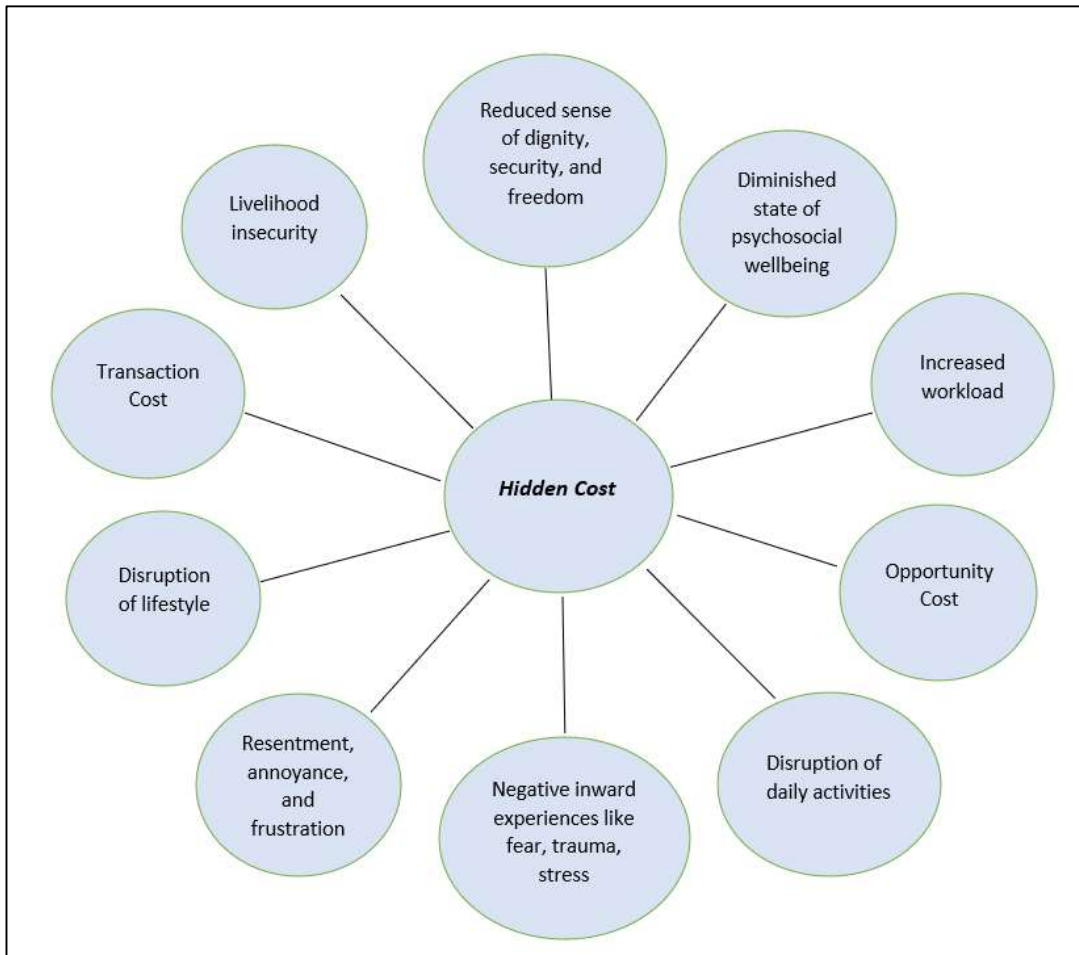 Reduced sense
of dignity,
security, and
freedom
Diminished
state of
psychosocial
wellbeing
Livelihood
insecurity
Increased
workload
Transaction
Cost
Hidden Cost
Opportunity
Cost
Disruption
of lifestyle
Disruption of
daily activities
Resentment,
annoyance,
and
frustration
Negative inward
experiences like
fear, trauma,
stress